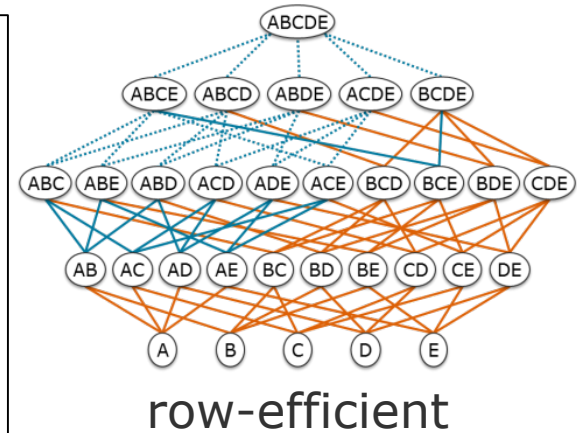 ABCDE
ABCE ABCD ABDE ACDE BCDE
ABC ABE ABD ACD ADE ACE BCD BCE BDE CDE
AB AC AD AE BC BD BE CD CE DE
A B C D E
row-efficient